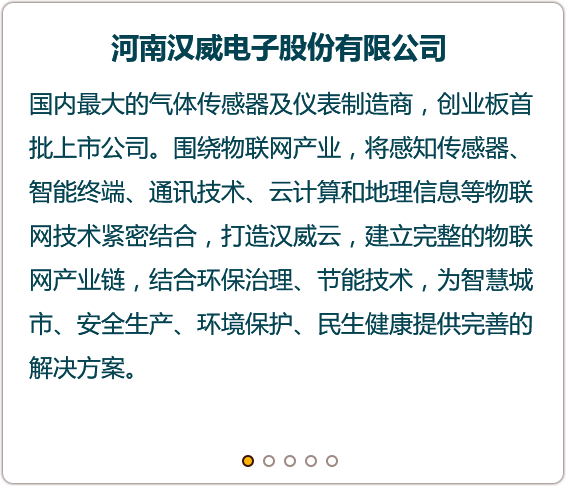 河南汉威电子股份有限公司
国内最大的气体传感器及仪表制造商，创业板首
批上市公司。围绕物联网产业，将感知传感器、
智能终端、通讯技术、云计算和地理信息等物联
网技术紧密结合，打造汉威云，建立完整的物联
网产业链，结合环保治理、节能技术，为智慧城
市、安全生产、环境保护、民生健康提供完善的
解决方案。